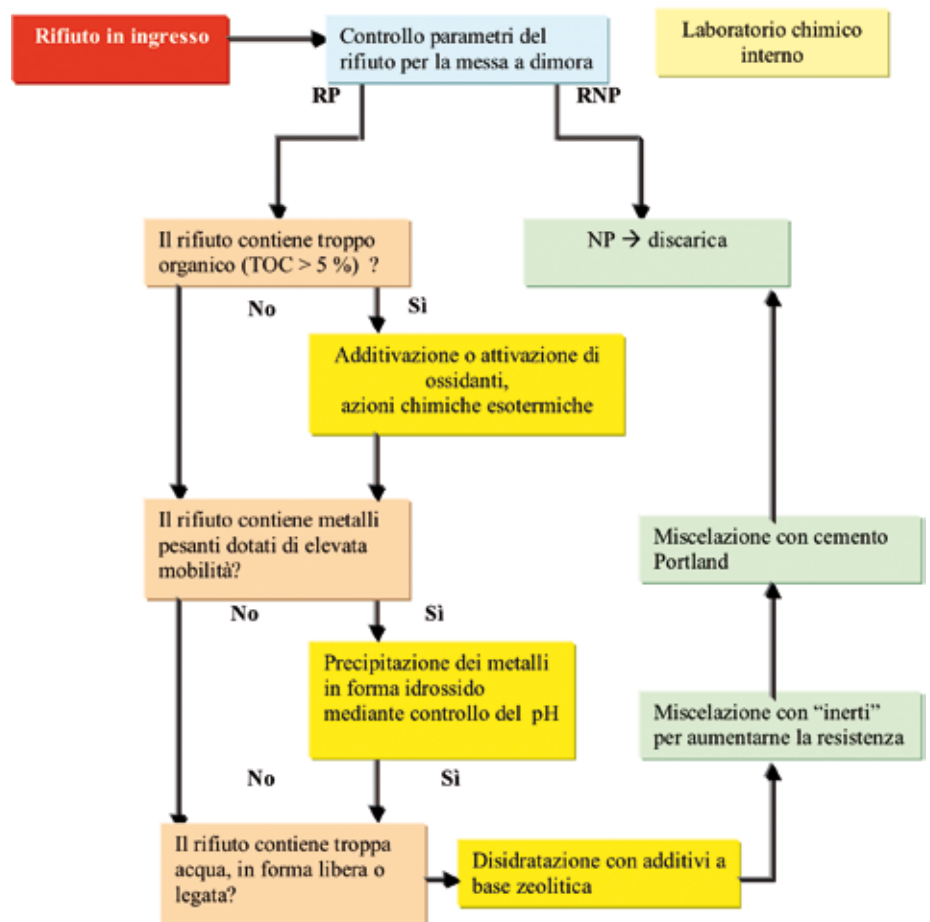 Rifiuto in ingresso
Controllo parametri del
rifiuto per la messa a dimora
Laboratorio chimico
interno
RP
RNP
Il rifiuto contiene troppo
organico (TOC > 5 %) ?
NP → discarica
No
Sì
Additivazione o attivazione di
ossidanti,
azioni chimiche esotermiche
Il rifiuto contiene metalli
pesanti dotati di elevata
mobilità?
Miscelazione con cemento
Portland
No
Sì
Precipitazione dei metalli
in forma idrossido
mediante controllo del pH
Miscelazione con “inerti”
per aumentarne la resistenza
No
Sì
Il rifiuto contiene troppa
acqua, in forma libera o
legata?
Disidratazione con additivi a
base zeolitica